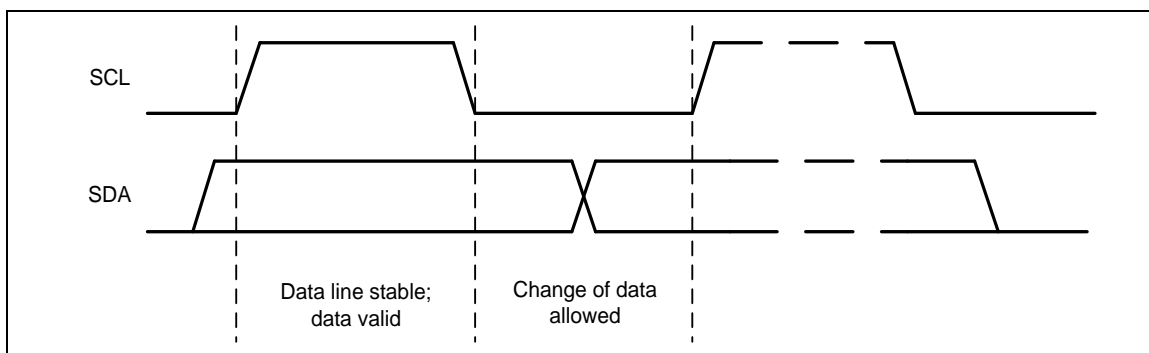 SCL
SDA
Data line stable;
data valid
Change of data
allowed